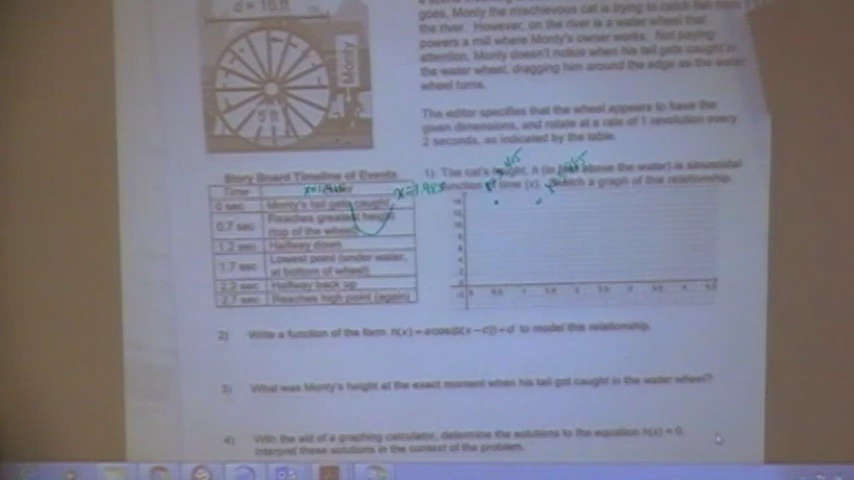 d = 16 ft
goes, Monty the mischievous cat is trying to catch fish from
the river. However, on the river is a water wheel that
powers a mill where Monty's owner works. Not paying
attention, Monty doesn't notice when his tail gets caught in
the water wheel, dragging him around the edge as the water
wheel turns.
Monty
5 ft
The editor specifies that the wheel appears to have the
given dimensions, and rotate at a rate of 1 revolution every
2 seconds, as indicated by the table.
Story Board Timeline of Events
Time
0 sec Monty's tail gets caught
0.7 sec Reaches greatest height
(top of the wheel)
1.2 sec Halfway down
1.7 sec Lowest point (under water,
at bottom of wheel)
2.2 sec Halfway back up
2.7 sec Reaches high point (again)
1) The cat's height, h (in feet above the water) is sinusoidal
function of time (x). Sketch a graph of this relationship.
2) Write a function of the form h(x)=acos(b(x-c))+d to model this relationship.
3) What was Monty's height at the exact moment when his tail got caught in the water wheel?
4) With the aid of a graphing calculator, determine the solutions to the equation h(x) = 0.
Interpret these solutions in the context of the problem.